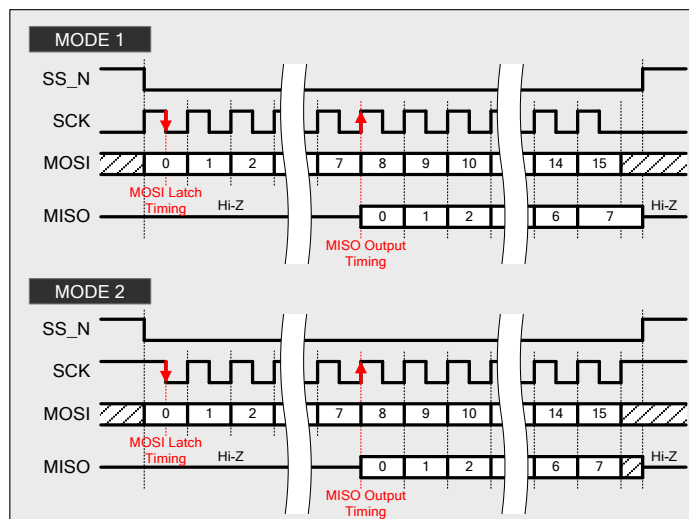 MODE 1
SS_N
SCK
MOSI 0 1 2 7 8 9 10 14 15
MOSI Latch
Timing
Hi-Z
MISO 0 1 2 6 7 Hi-Z
MISO Output
Timing
MODE 2
SS_N
SCK
MOSI 0 1 2 7 8 9 10 14 15
MOSI Latch
Timing
Hi-Z
MISO 0 1 2 6 7 Hi-Z
MISO Output
Timing